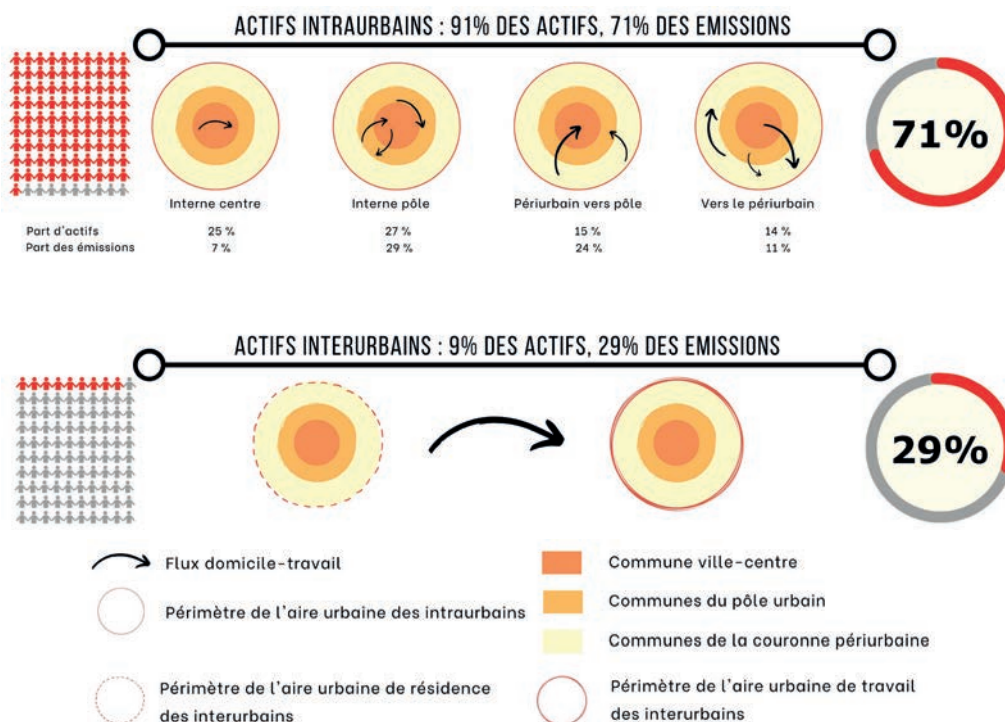 ACTIFS INTRAURBAINS : 91% DES ACTIFS, 71% DES EMISSIONS
71%
Interne centre
Interne pôle
Périurbain vers pôle
Vers le périurbain
Part d'actifs 25 % 27 % 15 % 14 %
Part des émissions 7 % 29 % 24 % 11 %
ACTIFS INTERURBAINS : 9% DES ACTIFS, 29% DES EMISSIONS
29%
Flux domicile-travail
Périmètre de l'aire urbaine des intraurbains
Périmètre de l'aire urbaine de résidence
des interurbains
Commune ville-centre
Communes du pôle urbain
Communes de la couronne périurbaine
Périmètre de l'aire urbaine de travail
des interurbains